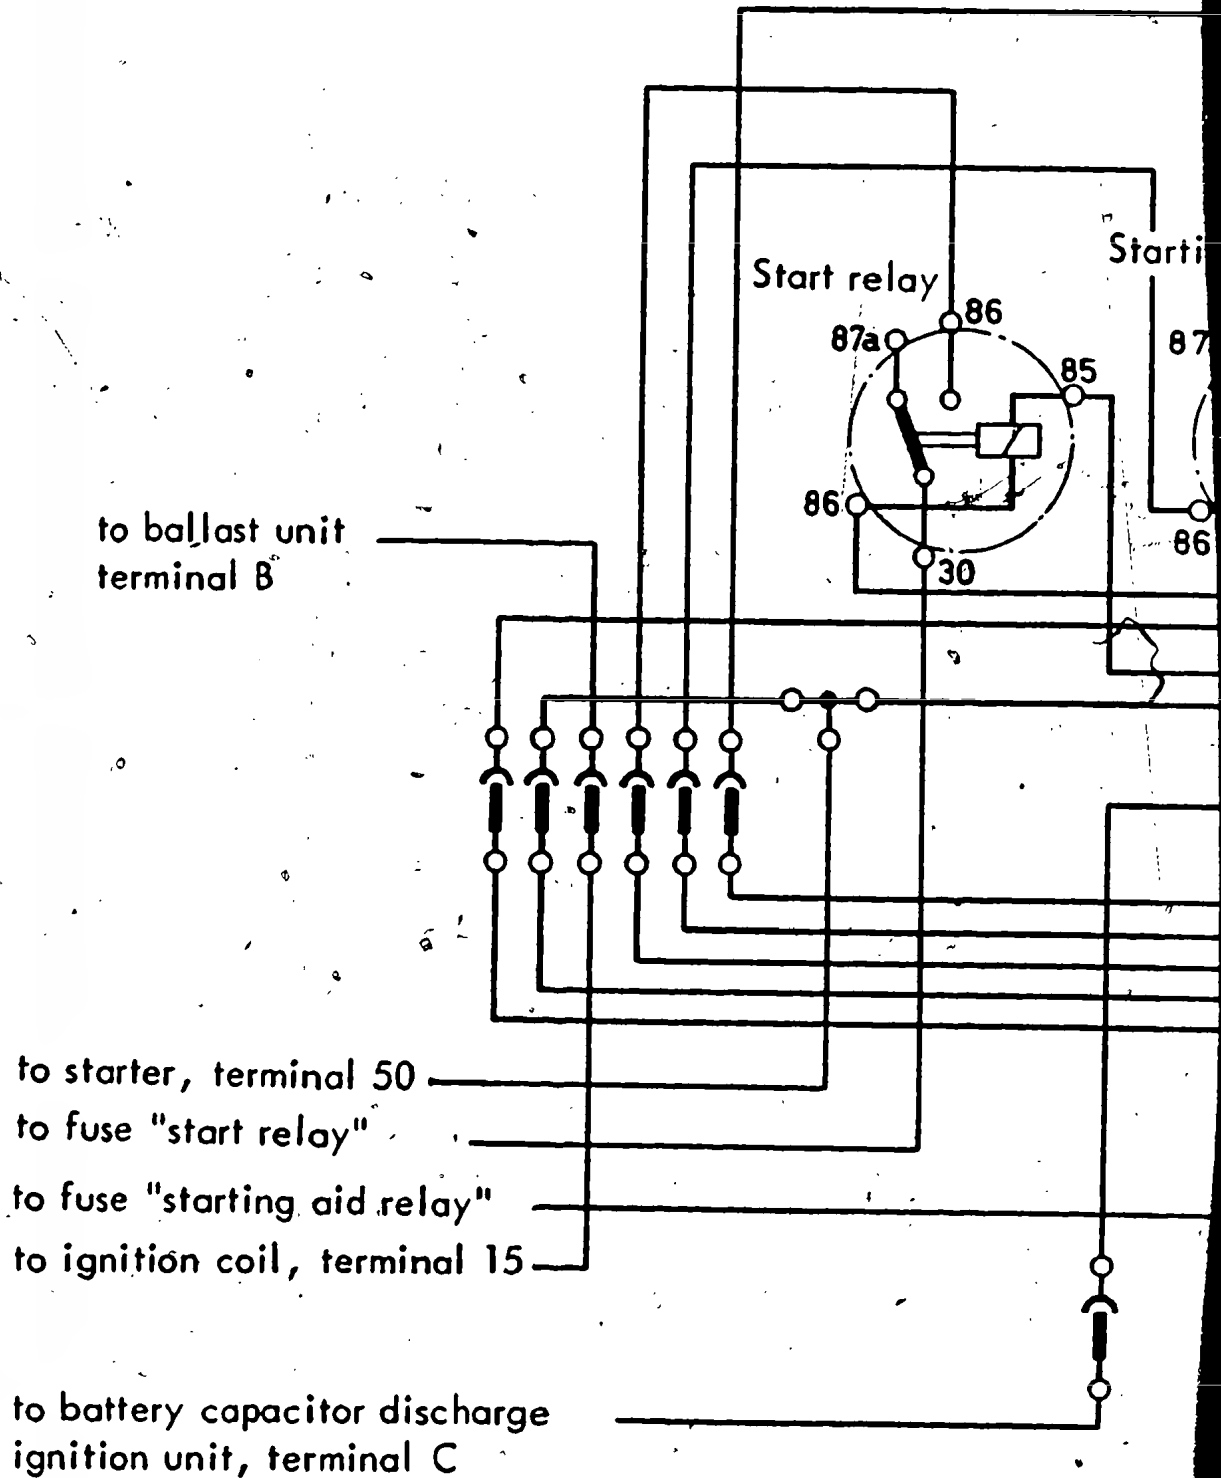 Start relay
Starti
86
87a
87
85
86
86
30
to ballast unit
terminal B
to starter, terminal 50
to fuse "start relay"
to fuse "starting aid relay"
to ignition coil, terminal 15
to battery capacitor discharge
ignition unit, terminal C